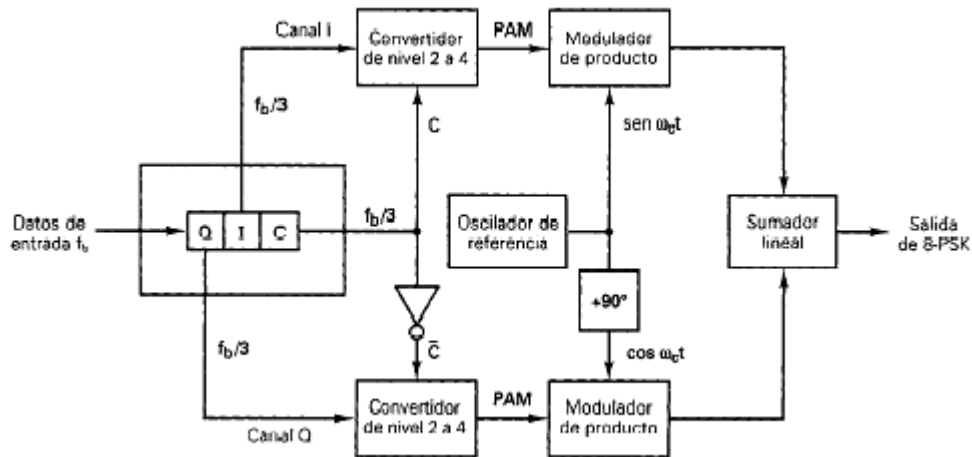 Canal I
Convertidor
de nivel 2 a 4
PAM
Modulador
de producto
f_b/3
C
sen ω_c t
Datos de
entrada f_b
Q I C
f_b/3
Oscilador de
referencia
Sumador
lineal
Salida
de 8-PSK
+90°
C̄
cos ω_c t
f_b/3
Canal Q
Convertidor
de nivel 2 a 4
PAM
Modulador
de producto